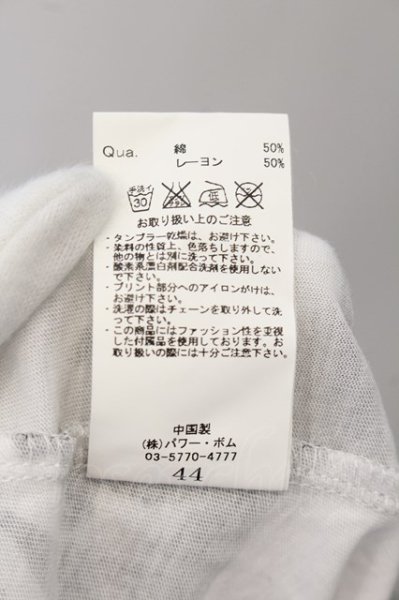 Qua. 綿 50%
レーヨン 50%
手洗イ
30
低
お取り扱い上のご注意
・タンブラー乾燥は、お避け下さい。
・染料の性質上、色落ちしますので、
他の物とは別に洗って下さい。
・酸素系漂白剤配合洗剤を使用しない
で下さい。
・プリント部分へのアイロンがけは、
お避け下さい。
・洗濯の際はチェーンを取り外して洗
って下さい。
・この商品にはファッション性を重視
した付属品を使用しております。お
取り扱いの際には十分ご注意下さい。
中国製
(株)パワー・ボム
03-5770-4777
44